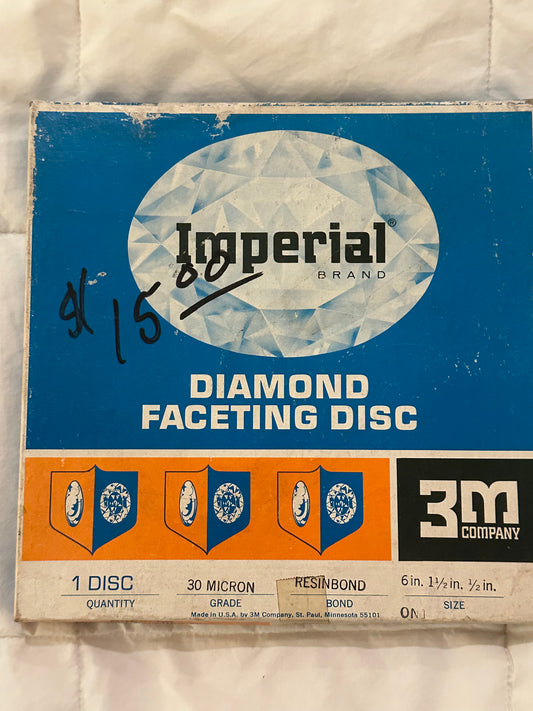 Imperial®
BRAND
$15.00
DIAMOND
FACETING DISC
3M
COMPANY
1 DISC 30 MICRON RESINBOND 6 in. 1½ in. ½ in.
QUANTITY GRADE BOND SIZE
Made in U.S.A. by 3M Company, St. Paul, Minnesota 55101